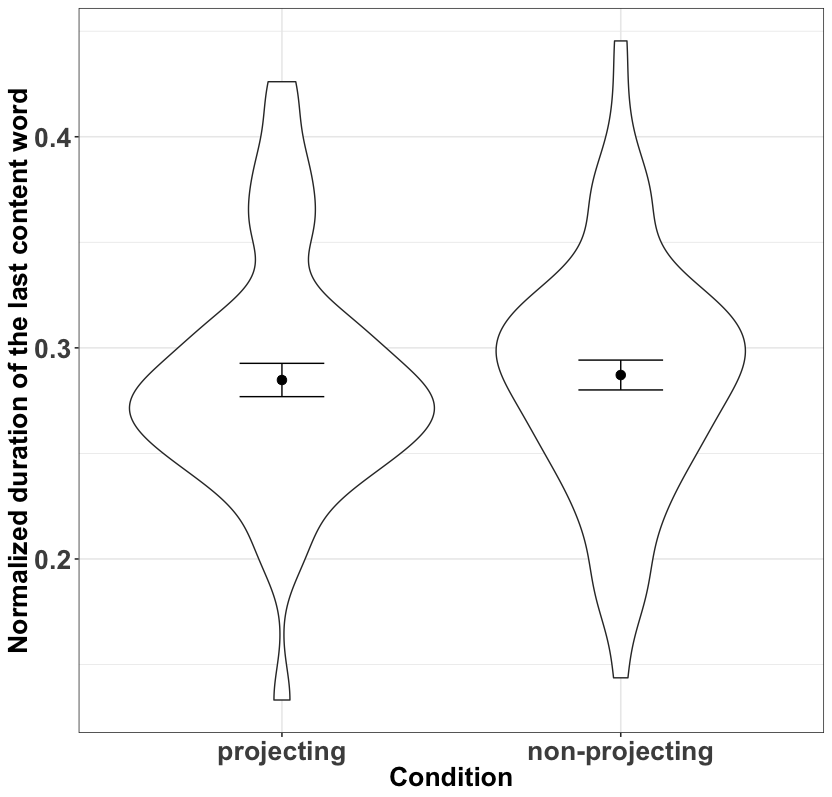 Normalized duration of the last content word
0.4
0.3
0.2
projecting non-projecting
Condition